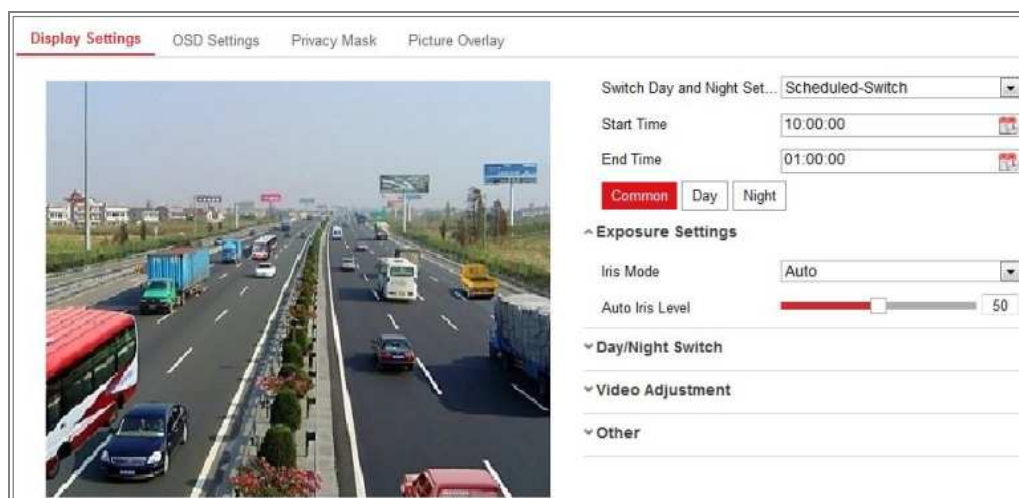 Display Settings OSD Settings Privacy Mask Picture Overlay
Switch Day and Night Set... Scheduled-Switch
Start Time 10:00:00
End Time 01:00:00
Common Day Night
Exposure Settings
Iris Mode Auto
Auto Iris Level 50
Day/Night Switch
Video Adjustment
Other